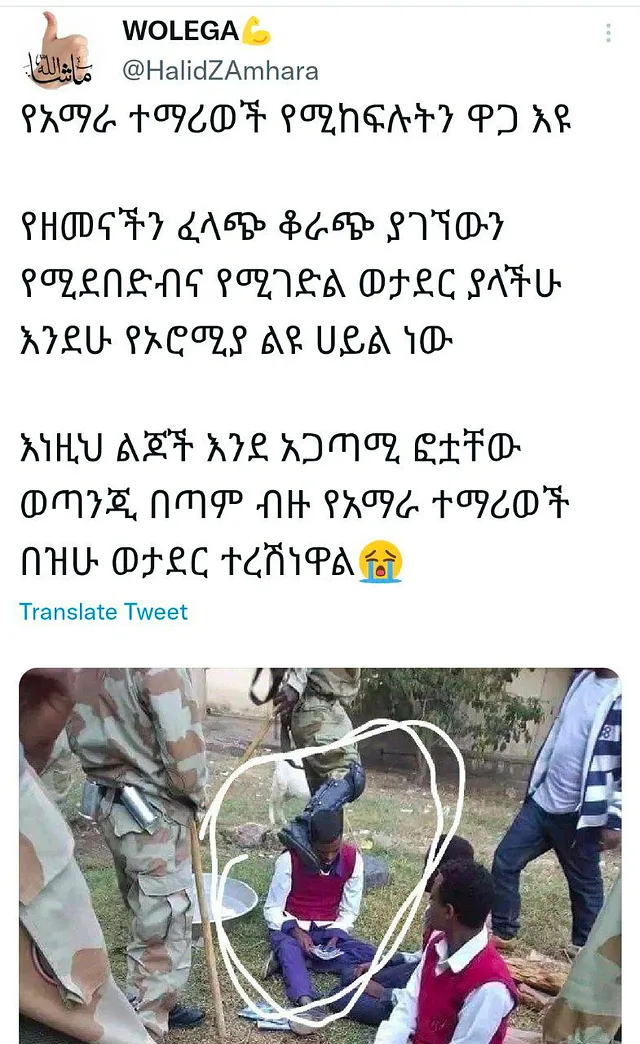 WOLEGA💪
@HalidZAmhara
ماشاءالله
የአማራ ተማሪወች የሚከፍሉትን ዋጋ እዩ
የዘመናችን ፈላጭ ቆራጭ ያገኘውን
የሚደበድብና የሚገድል ወታደር ያላችሁ
እንደሁ የኦሮሚያ ልዩ ሀይል ነው
እነዚህ ልጆች እንደ አጋጣሚ ፎቷቸው
ወጣንጂ በጣም ብዙ የአማራ ተማሪወች
በዝሁ ወታደር ተረሽነዋል😭
Translate Tweet